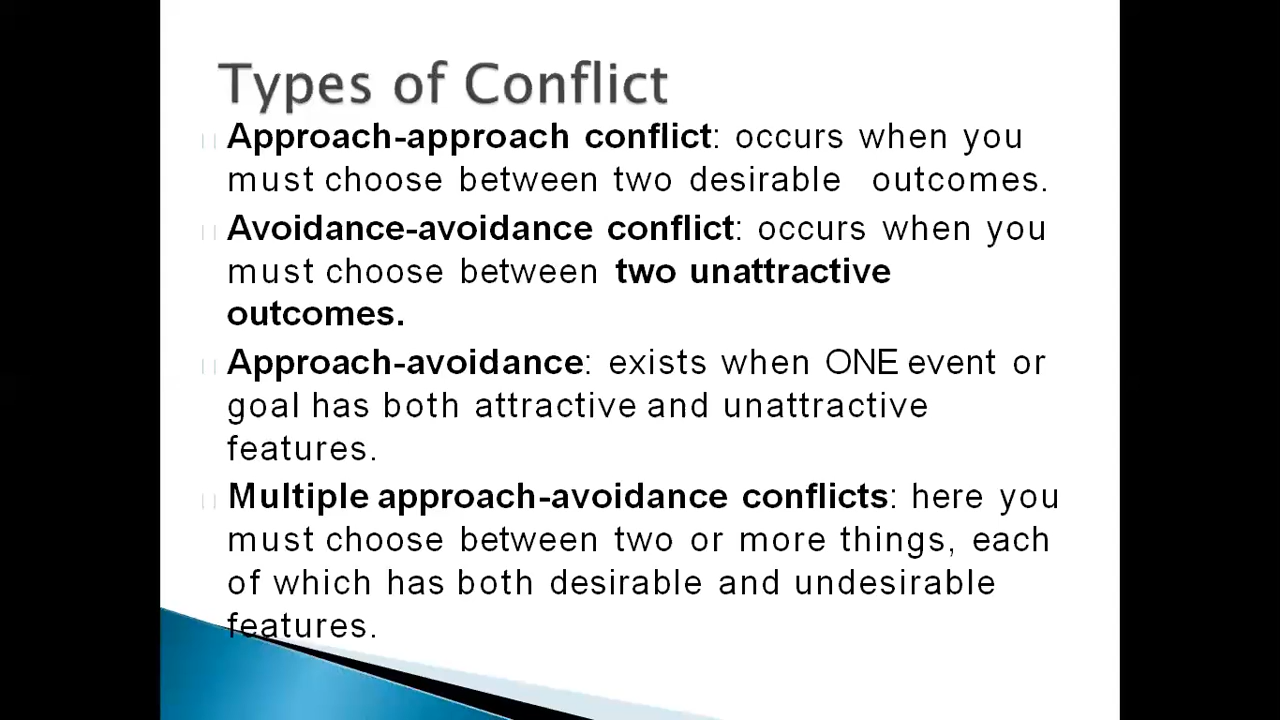 Types of Conflict
Approach-approach conflict: occurs when you
must choose between two desirable outcomes.
Avoidance-avoidance conflict: occurs when you
must choose between two unattractive
outcomes.
Approach-avoidance: exists when ONE event or
goal has both attractive and unattractive
features.
Multiple approach-avoidance conflicts: here you
must choose between two or more things, each
of which has both desirable and undesirable
features.